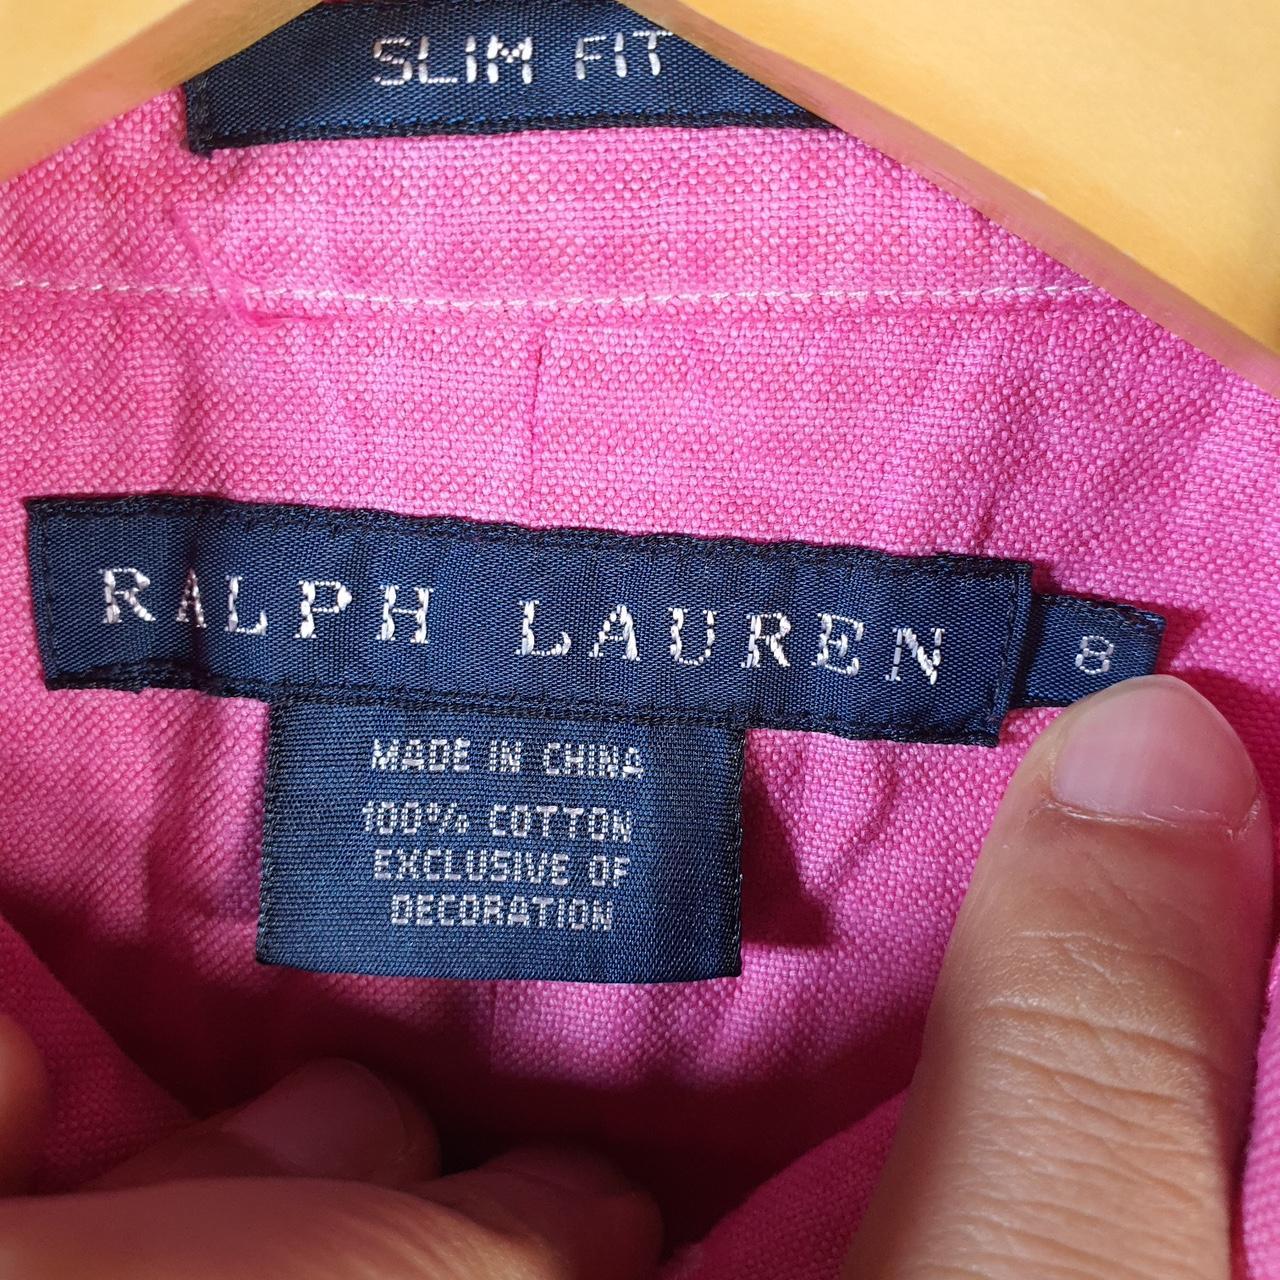 SLIM FIT
RALPH LAUREN
8
MADE IN CHINA
100% COTTON
EXCLUSIVE OF
DECORATION